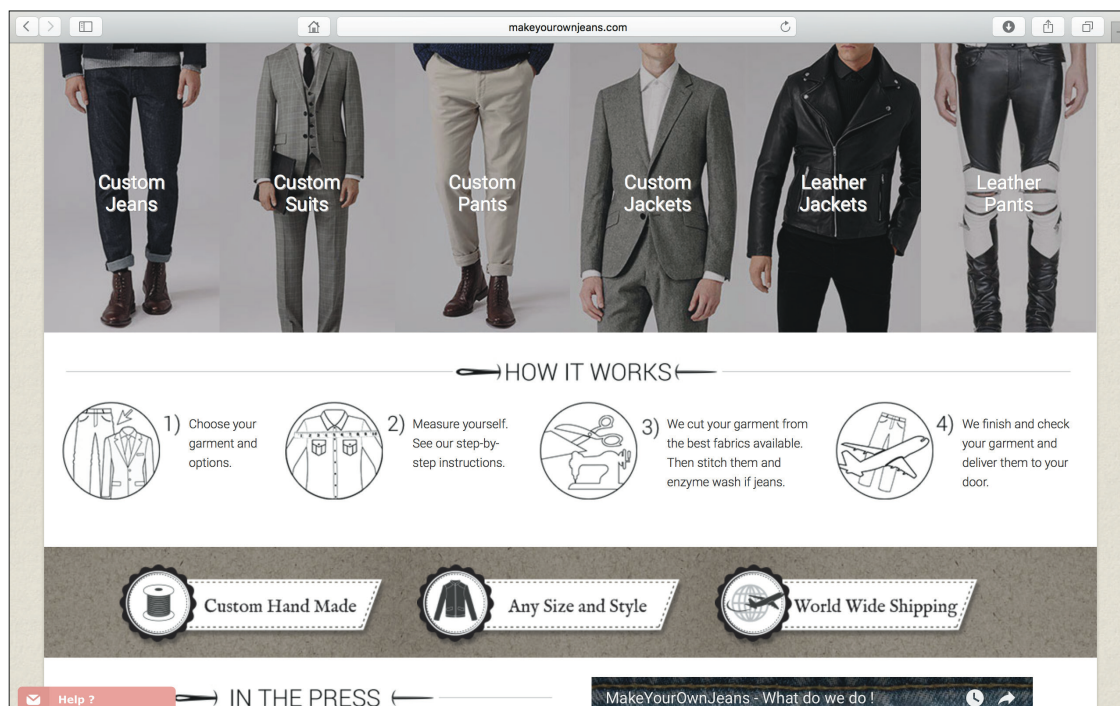 makeyourownjeans.com
Custom
Jeans
Custom
Suits
Custom
Pants
Custom
Jackets
Leather
Jackets
Leather
Pants
HOW IT WORKS
1) Choose your
garment and
options.
2) Measure yourself.
See our step-by-
step instructions.
3) We cut your garment from
the best fabrics available.
Then stitch them and
enzyme wash if jeans.
4) We finish and check
your garment and
deliver them to your
door.
Custom Hand Made
Any Size and Style
World Wide Shipping
Help ?
IN THE PRESS
MakeYourOwnJeans - What do we do !